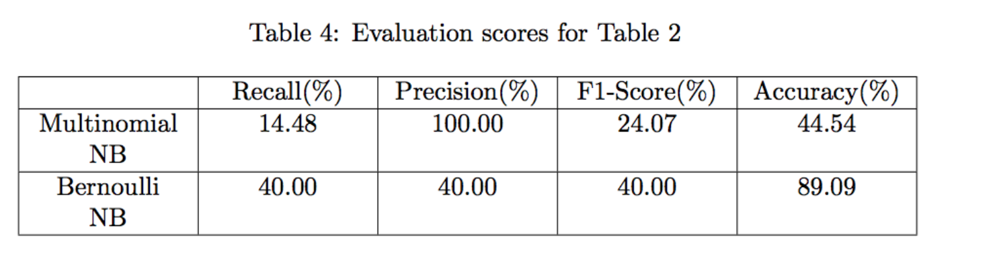 Table 4: Evaluation scores for Table 2
Recall(%) Precision(%) F1-Score(%) Accuracy(%)
Multinomial 14.48 100.00 24.07 44.54
NB
Bernoulli 40.00 40.00 40.00 89.09
NB